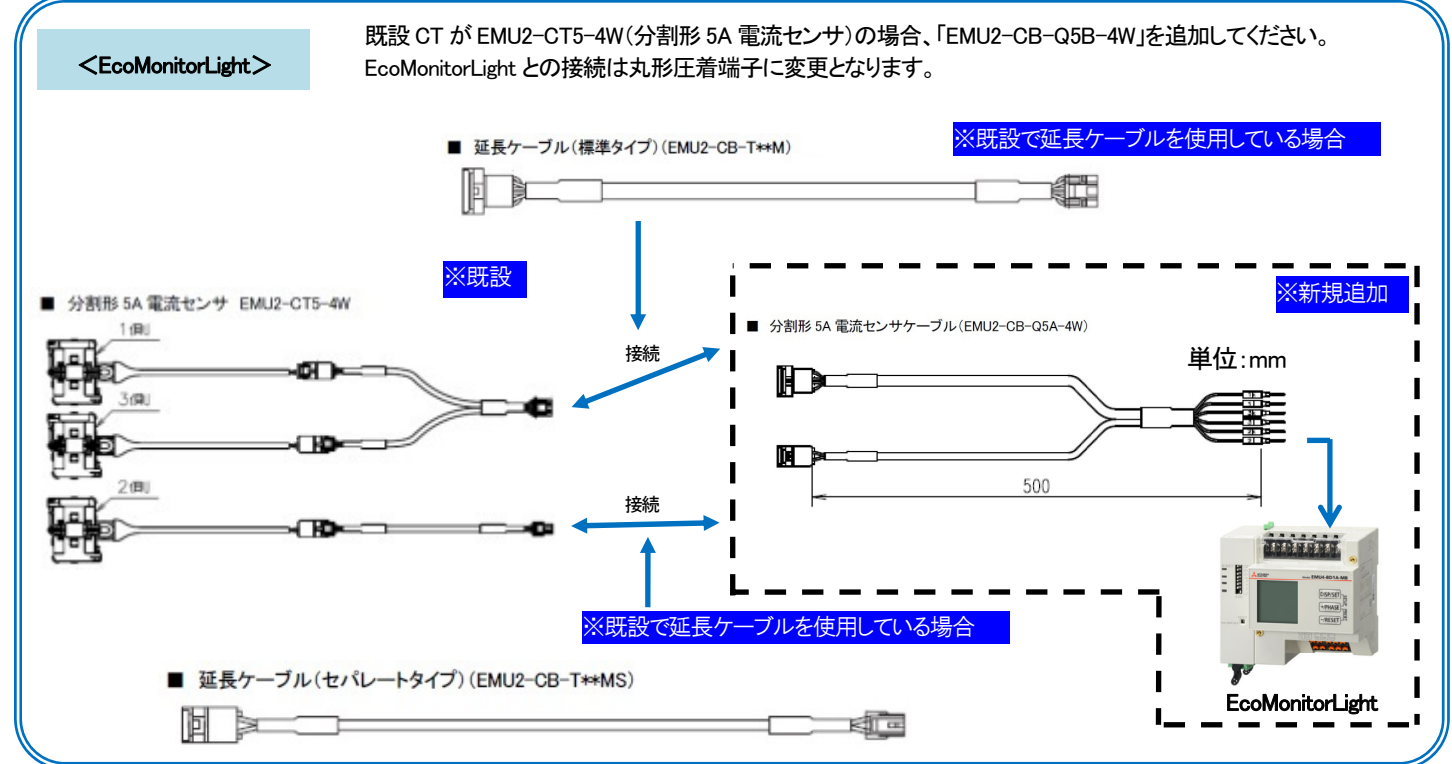 <EcoMonitorLight>
既設 CT が EMU2-CT5-4W(分割形 5A 電流センサ)の場合、「EMU2-CB-Q5B-4W」を追加してください。
EcoMonitorLight との接続は丸形圧着端子に変更となります。
※既設で延長ケーブルを使用している場合
■ 延長ケーブル(標準タイプ)(EMU2-CB-T**M)
※既設
※新規追加
■ 分割形 5A 電流センサ EMU2-CT5-4W
■ 分割形 5A 電流センサケーブル(EMU2-CB-Q5A-4W)
1側
接続
単位:mm
3側
2側
500
接続
EMU4-BD1A-MB
DISP/SET
+/PHASE
-/RESET
※既設で延長ケーブルを使用している場合
■ 延長ケーブル(セパレートタイプ)(EMU2-CB-T**MS)
EcoMonitorLight